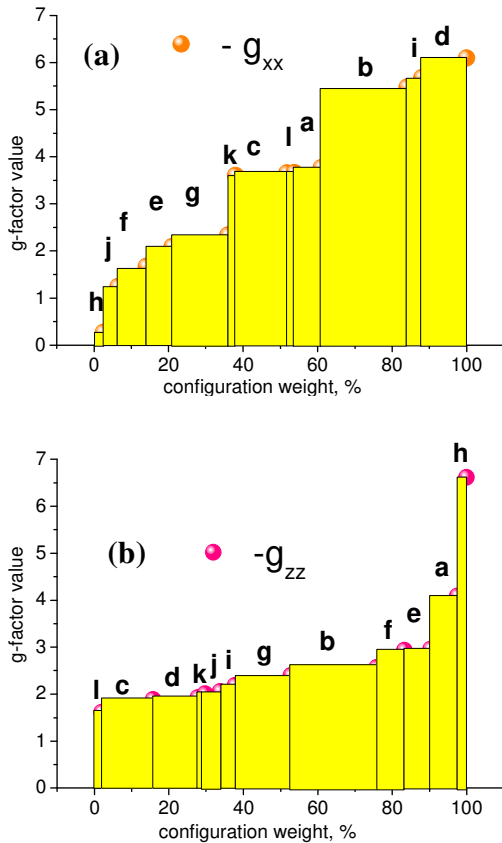 7
6
5
4
3
2
1
0
g-factor value
(a)
- g_xx
h
j
f
e
g
k
c
l
a
b
i
d
0 20 40 60 80 100
configuration weight, %
7
6
5
4
3
2
1
0
g-factor value
(b)
-g_zz
l
c
d
k
j
i
g
b
f
e
a
h
0 20 40 60 80 100
configuration weight, %